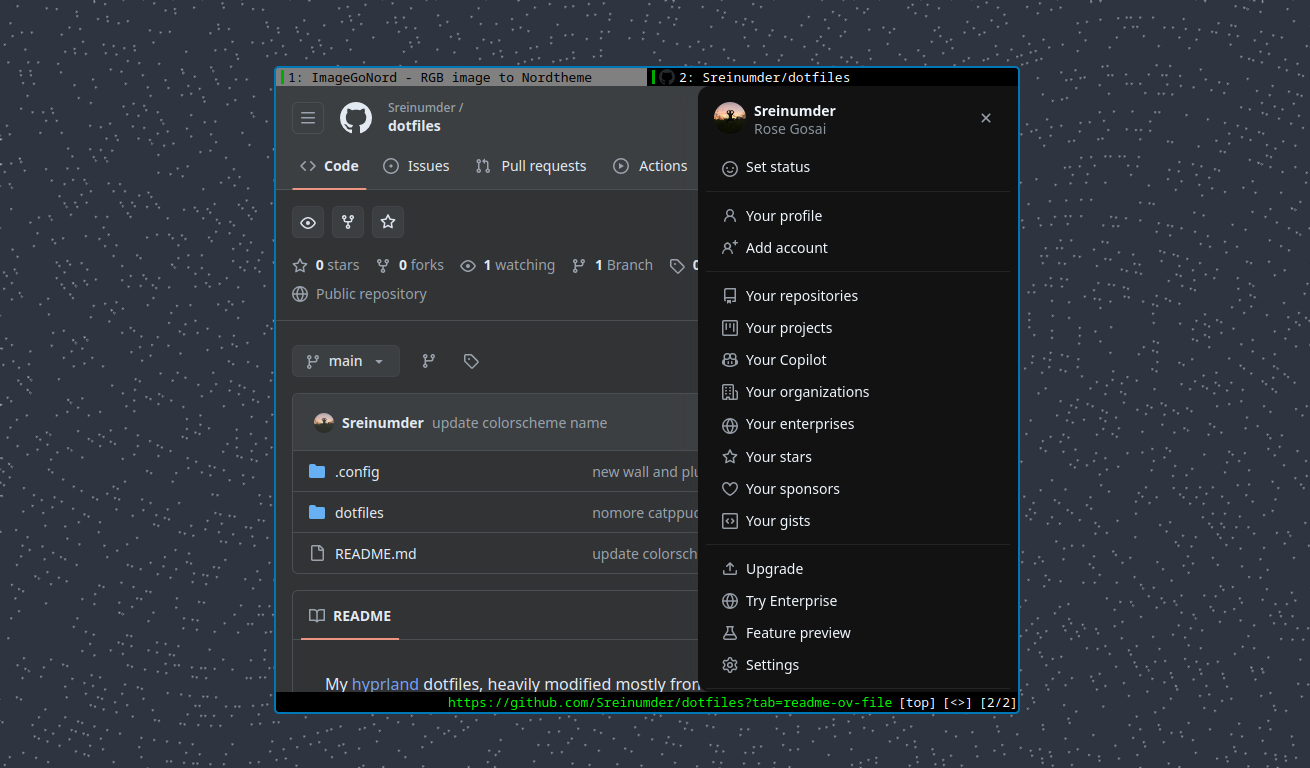 1: ImageGoNord - RGB image to Nordtheme
2: Sreinumder/dotfiles
Sreinumder /
dotfiles
Code Issues Pull requests Actions
0 stars 0 forks 1 watching 1 Branch 0
Public repository
main
Sreinumder update colorscheme name
.config new wall and plu
dotfiles nomore catppuc
README.md update colorsch
README
My hyprland dotfiles, heavily modified mostly from
Sreinumder
Rose Gosai
Set status
Your profile
Add account
Your repositories
Your projects
Your Copilot
Your organizations
Your enterprises
Your stars
Your sponsors
Your gists
Upgrade
Try Enterprise
Feature preview
Settings
https://github.com/Sreinumder/dotfiles?tab=readme-ov-file [top] [<>] [2/2]